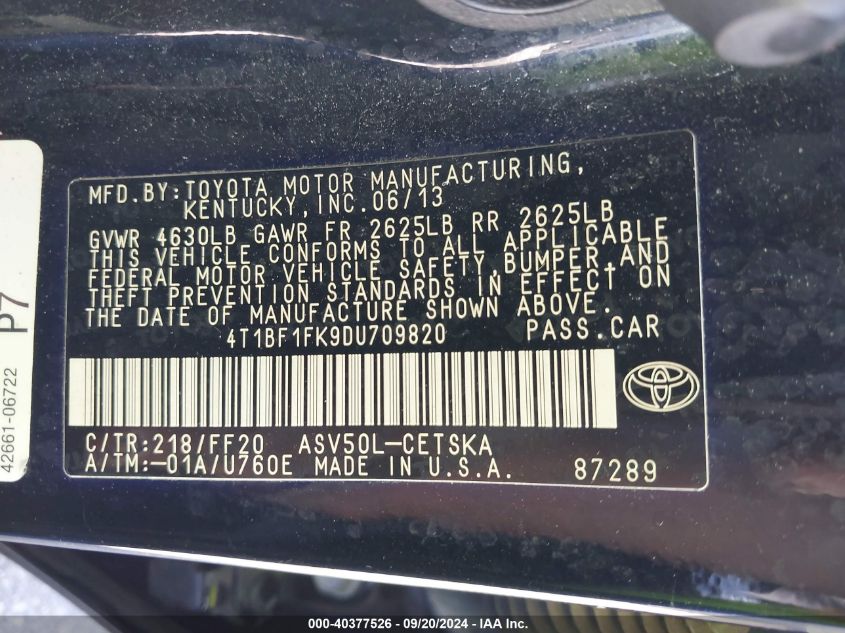 MFD. BY: TOYOTA MOTOR MANUFACTURING,
KENTUCKY, INC. 06/13
GVWR 4630LB GAWR FR 2625LB RR 2625LB
THIS VEHICLE CONFORMS TO ALL APPLICABLE
FEDERAL MOTOR VEHICLE SAFETY, BUMPER, AND
THEFT PREVENTION STANDARDS IN EFFECT ON
THE DATE OF MANUFACTURE SHOWN ABOVE.
4T1BF1FK9DU709820 PASS. CAR
C/TR: 218/FF20 ASV50L-CETSKA
A/TM: -01A/U760E MADE IN U.S.A. 87289
P7
42661-06722
000-40377526 - 09/20/2024 - IAA Inc.